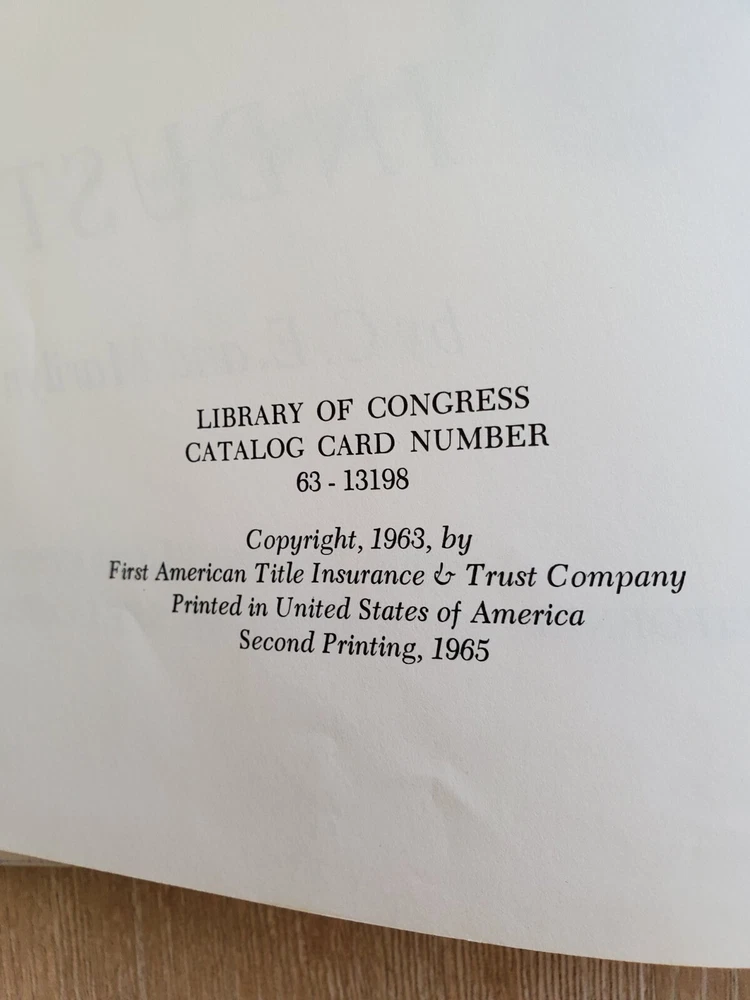 LIBRARY OF CONGRESS
CATALOG CARD NUMBER
63 - 13198
Copyright, 1963, by
First American Title Insurance & Trust Company
Printed in United States of America
Second Printing, 1965